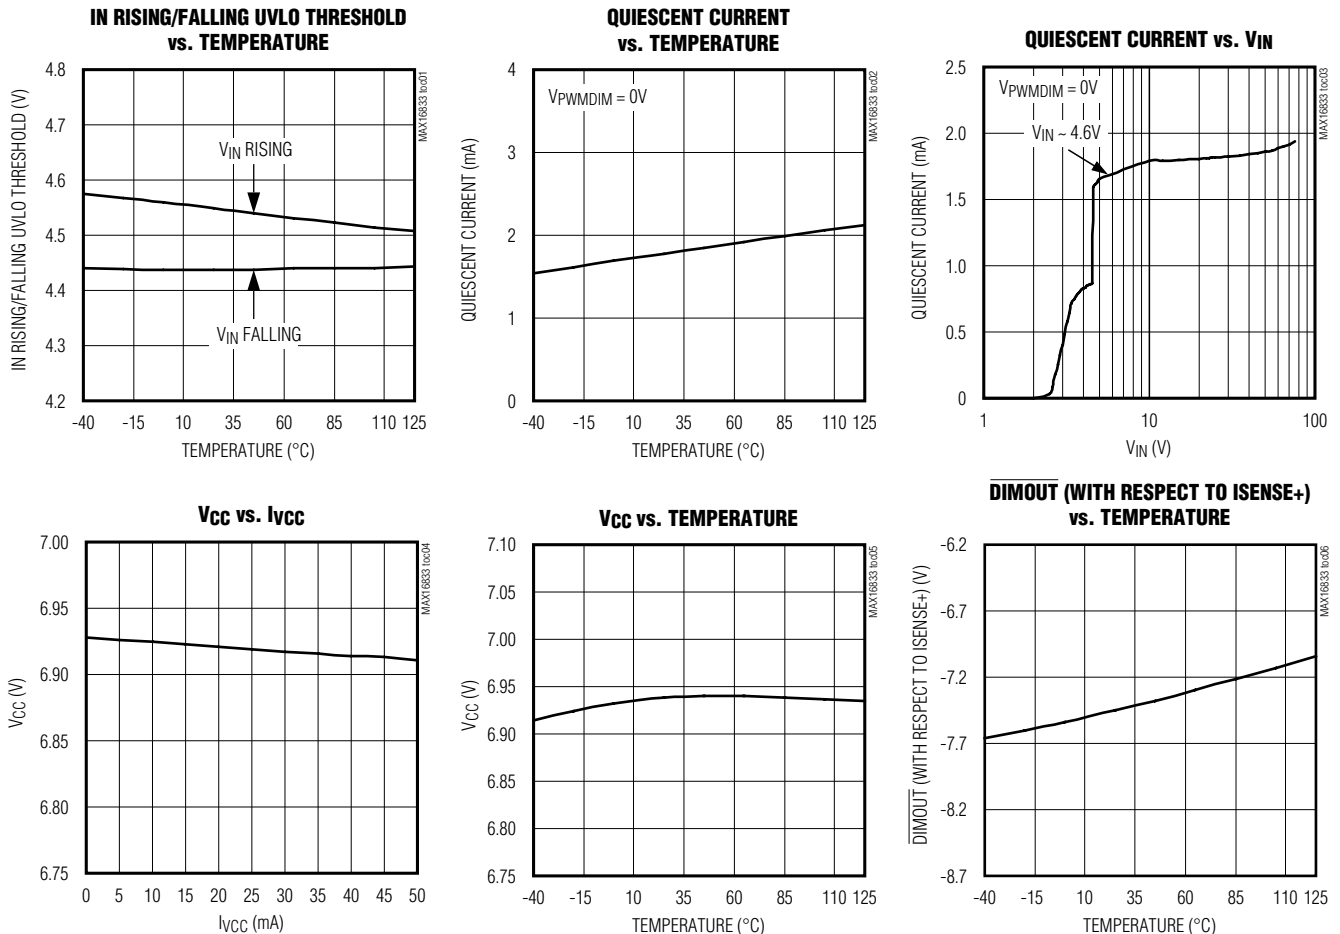 IN RISING/FALLING UVLO THRESHOLD
vs. TEMPERATURE
IN RISING/FALLING UVLO THRESHOLD (V)
4.8
4.7
4.6
4.5
4.4
4.3
4.2
VIN RISING
VIN FALLING
MAX16833 toc01
-40 -15 10 35 60 85 110 125
TEMPERATURE (°C)
QUIESCENT CURRENT
vs. TEMPERATURE
QUIESCENT CURRENT (mA)
4
3
2
1
0
VPWMDIM = 0V
MAX16833 toc02
-40 -15 10 35 60 85 110 125
TEMPERATURE (°C)
QUIESCENT CURRENT vs. VIN
QUIESCENT CURRENT (mA)
2.5
2.0
1.5
1.0
0.5
0
VPWMDIM = 0V
VIN ~ 4.6V
MAX16833 toc03
1 10 100
VIN (V)
VCC vs. IVCC
VCC (V)
7.00
6.95
6.90
6.85
6.80
6.75
MAX16833 toc04
0 5 10 15 20 25 30 35 40 45 50
IVCC (mA)
VCC vs. TEMPERATURE
VCC (V)
7.10
7.05
7.00
6.95
6.90
6.85
6.80
6.75
MAX16833 toc05
-40 -15 10 35 60 85 110 125
TEMPERATURE (°C)
DIMOUT (WITH RESPECT TO ISENSE+)
vs. TEMPERATURE
DIMOUT (WITH RESPECT TO ISENSE+) (V)
-6.2
-6.7
-7.2
-7.7
-8.2
-8.7
MAX16833 toc06
-40 -15 10 35 60 85 110 125
TEMPERATURE (°C)